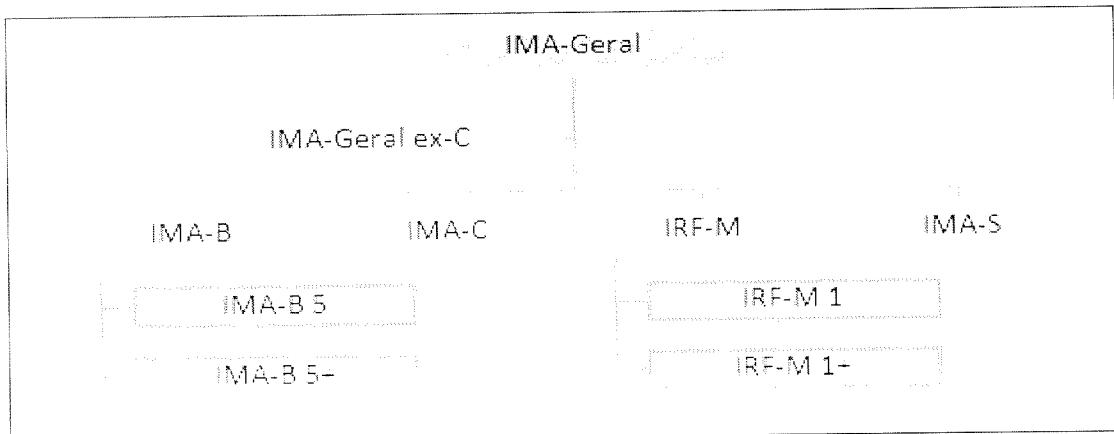 IMA-Geral
IMA-Geral ex-C
IMA-B IMA-C IRF-M IMA-S
IMA-B 5 IRF-M 1
IMA-B 5+ IRF-M 1+